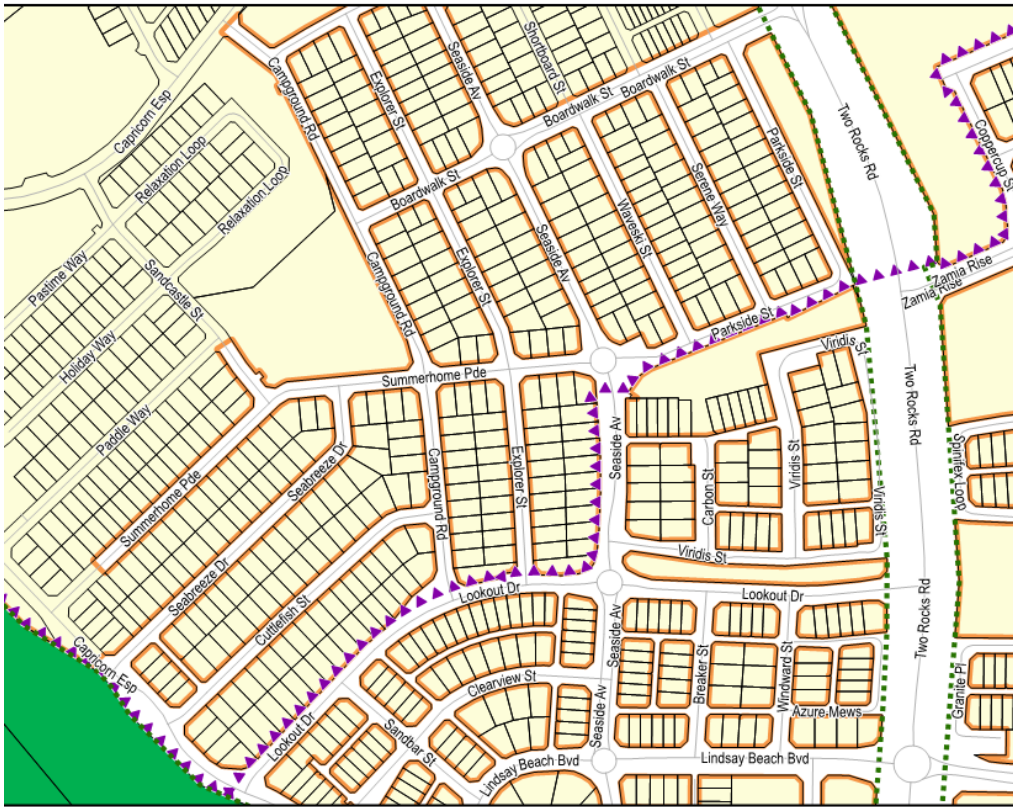 Shortboard St
Seaside Av
Campground Rd
Explorer St
Boardwalk St
Boardwalk St
Capricorn Esp
Two Rocks Rd
Coppercup St
Relaxation Loop
Relaxation Loop
Parkside St
Boardwalk St
Serene Way
Waveski St
Seaside Av
Explorer St
Campground Rd
Pastime Way
Sandcastle St
Zamia Rise
Zamia Rise
Holiday Way
Parkside St
Viridis St
Summerhome Pde
Two Rocks Rd
Paddle Way
Seaside Av
Seabreeze Dr
Campground Rd
Explorer St
Carbon St
Viridis St
Spinifex Loop
Summerhome Pde
Viridis St
Viridis St
Seabreeze Dr
Cuttlefish St
Lookout Dr
Lookout Dr
Two Rocks Rd
Seaside Av
Capricorn Esp
Clearview St
Breaker St
Windward St
Granite Pl
Lookout Dr
Sandbar St
Seaside Av
Azure Mews
Lindsay Beach Bvd
Lindsay Beach Bvd